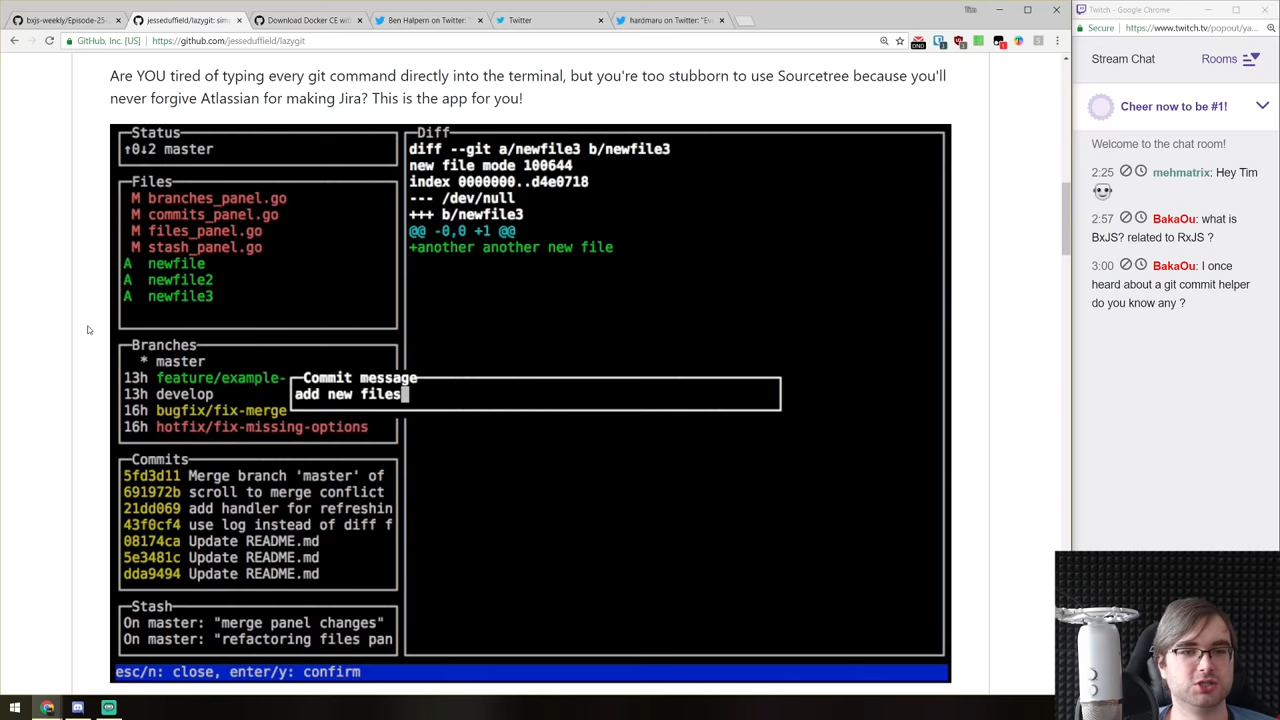 bxjs-weekly/Episode-25-
jesseduffield/lazygit: sim
Download Docker CE with
Ben Halpern on Twitter: "
Twitter
hardmaru on Twitter: "Ev
Tim
GitHub, Inc. [US]
https://github.com/jesseduffield/lazygit
DND
Are YOU tired of typing every git command directly into the terminal, but you're too stubborn to use Sourcetree because you'll
never forgive Atlassian for making Jira? This is the app for you!
Status
↑0↓2 master
Files
M branches_panel.go
M commits_panel.go
M files_panel.go
M stash_panel.go
A newfile
A newfile2
A newfile3
Branches
* master
13h feature/example-
13h develop
16h bugfix/fix-merge
16h hotfix/fix-missing-options
Commits
5fd3d11 Merge branch 'master' of
691972b scroll to merge conflict
21dd069 add handler for refreshin
43f0cf4 use log instead of diff f
08174ca Update README.md
5e3481c Update README.md
dda9494 Update README.md
Stash
On master: "merge panel changes"
On master: "refactoring files pan
Diff
diff --git a/newfile3 b/newfile3
new file mode 100644
index 0000000..d4e0718
--- /dev/null
+++ b/newfile3
@@ -0,0 +1 @@
+another another new file
Commit message
add new files
esc/n: close, enter/y: confirm
Twitch - Google Chrome
Secure
https://www.twitch.tv/popout/ya...
Stream Chat
Rooms
Cheer now to be #1!
Welcome to the chat room!
2:25 mehmatrix: Hey Tim
2:57 BakaOu: what is
BxJS? related to RxJS ?
3:00 BakaOu: I once
heard about a git commit helper
do you know any ?